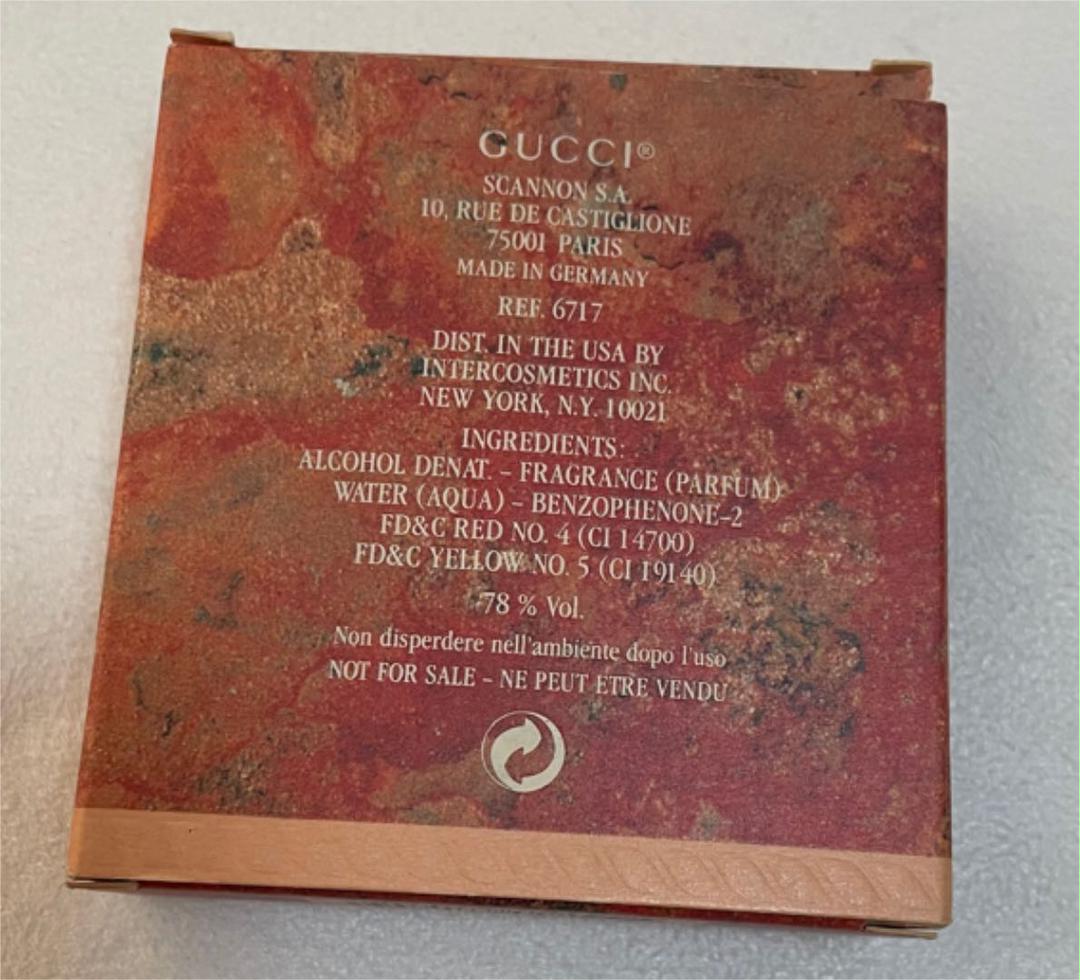 GUCCI®
SCANNON S.A.
10, RUE DE CASTIGLIONE
75001 PARIS
MADE IN GERMANY
REF. 6717
DIST. IN THE USA BY
INTERCOSMETICS INC.
NEW YORK, N.Y. 10021
INGREDIENTS:
ALCOHOL DENAT. – FRAGRANCE (PARFUM)
WATER (AQUA) – BENZOPHENONE-2
FD&C RED NO. 4 (CI 14700)
FD&C YELLOW NO. 5 (CI 19140)
78 % Vol.
Non disperdere nell'ambiente dopo l'uso
NOT FOR SALE – NE PEUT ETRE VENDU